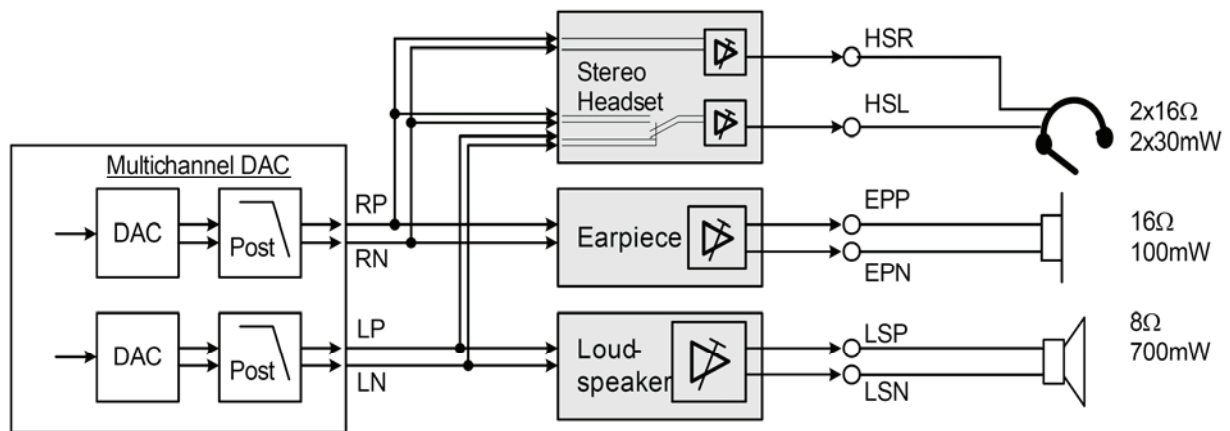 HSR
Stereo
Headset
HSL
2x16Ω
2x30mW
Multichannel DAC
DAC
Post
RP
RN
Earpiece
EPP
EPN
16Ω
100mW
DAC
Post
LP
LN
Loud-
speaker
LSP
LSN
8Ω
700mW